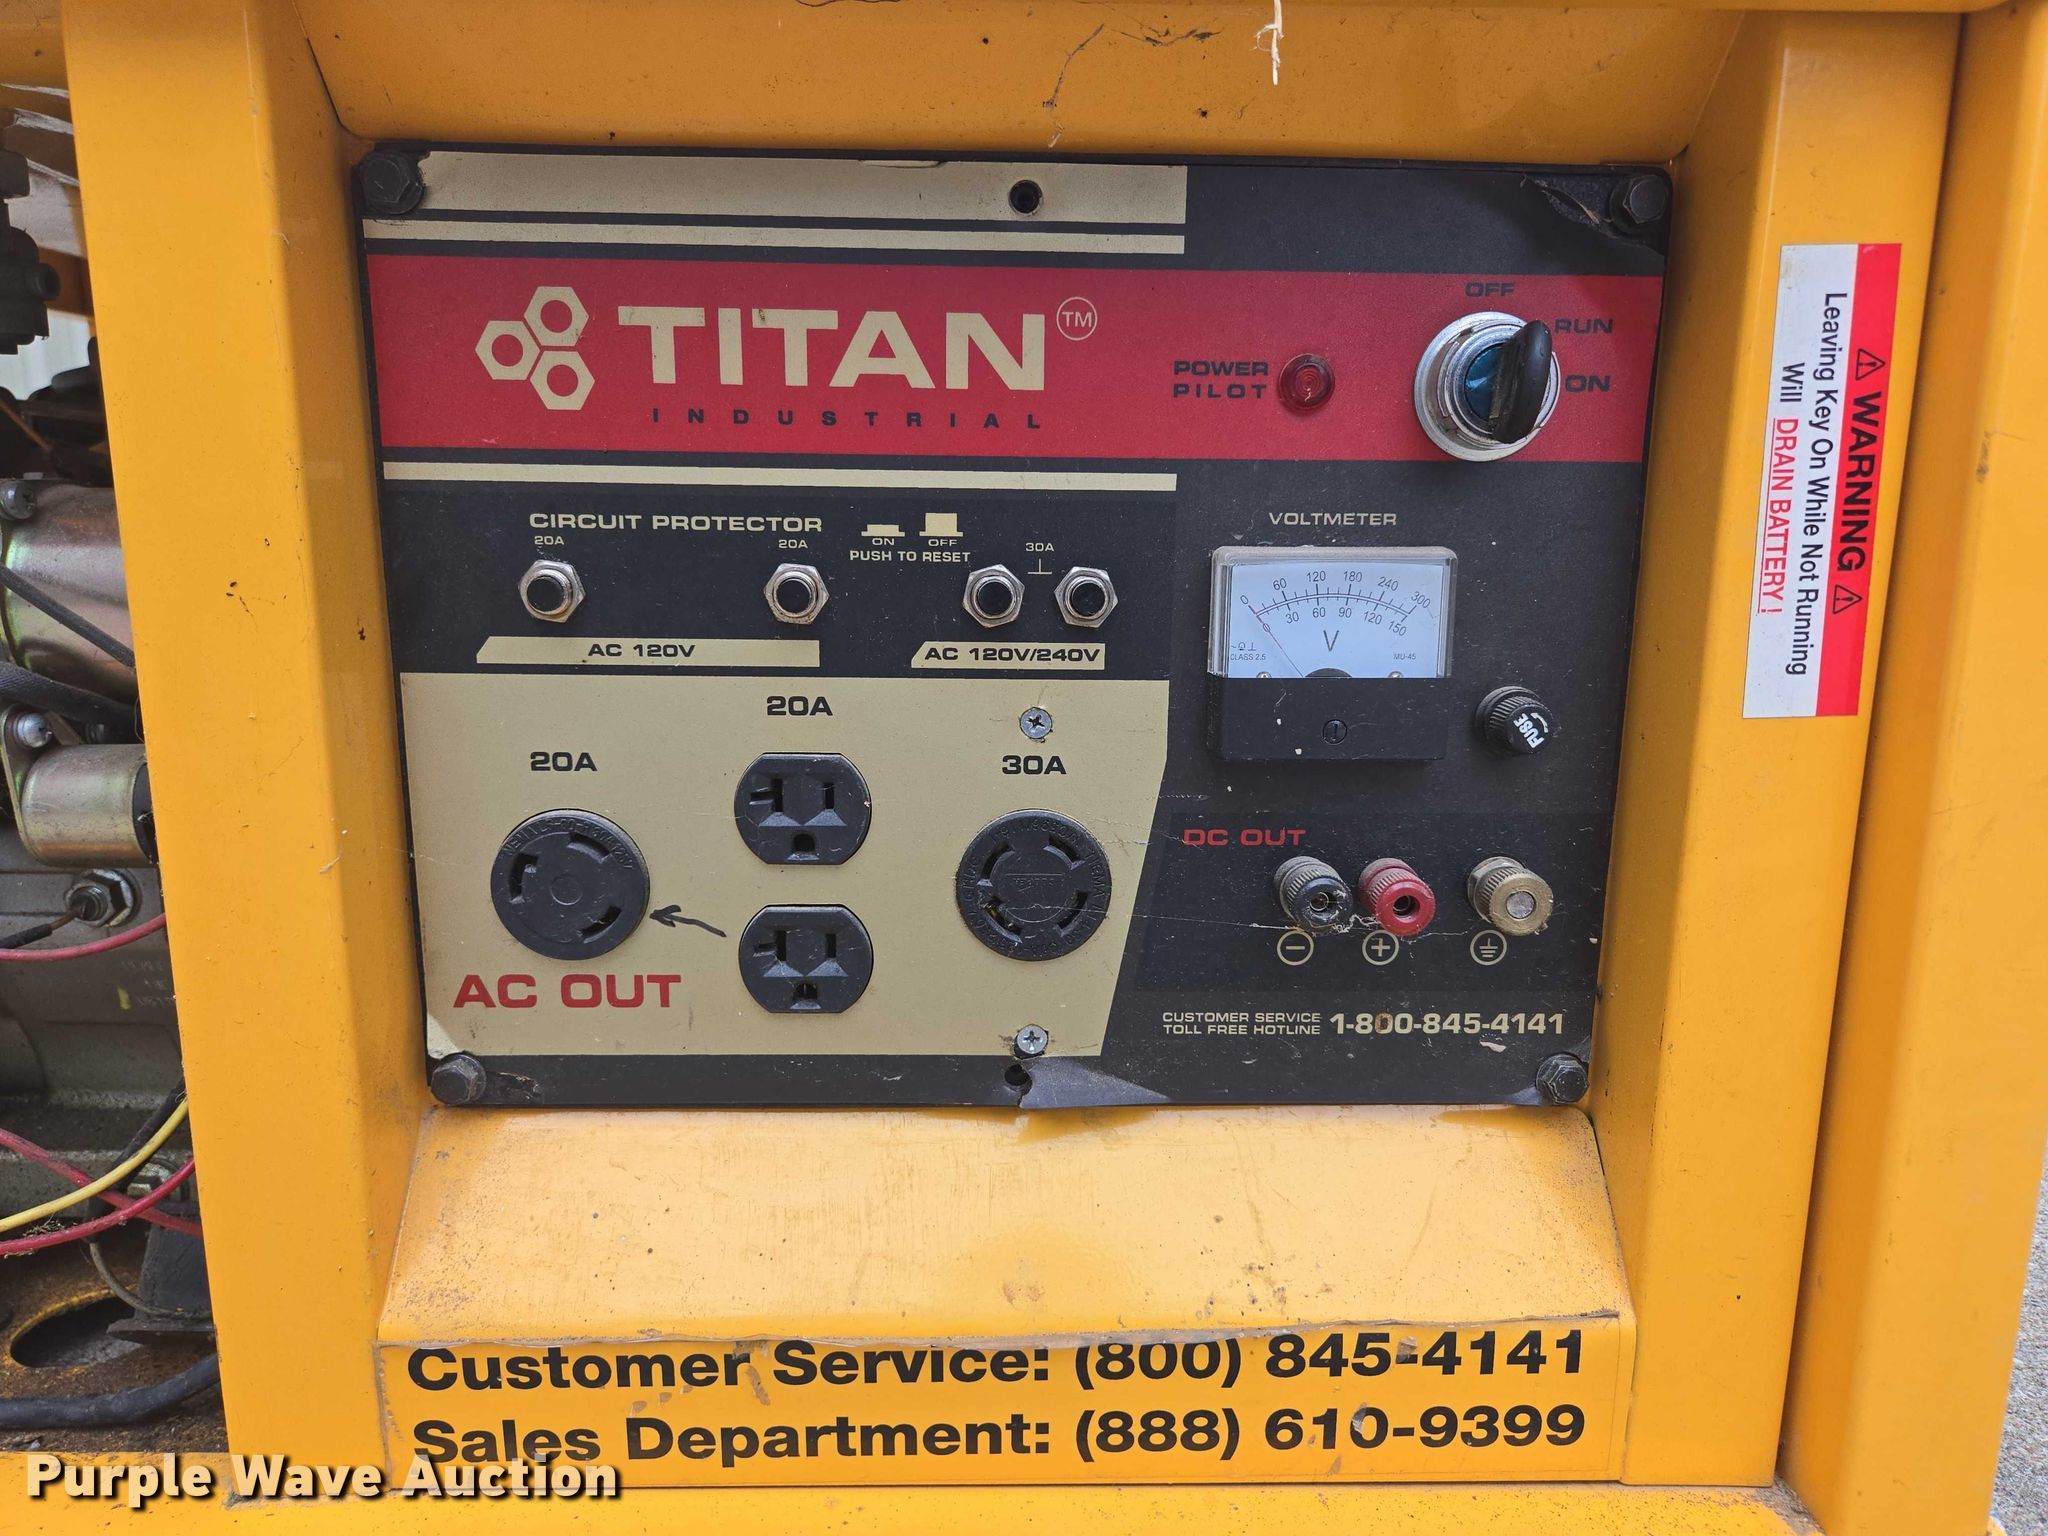 TITAN TM
INDUSTRIAL
OFF
RUN
ON
POWER
PILOT
⚠ WARNING ⚠
Leaving Key On While Not Running
Will DRAIN BATTERY!
CIRCUIT PROTECTOR
20A
20A
ON OFF
PUSH TO RESET
30A
AC 120V
AC 120V/240V
VOLTMETER
0 60 120 180 240 300
0 30 60 90 120 150
V
CLASS 2.5
MU-45
FUSE
20A
20A
30A
AC OUT
DC OUT
− +
CUSTOMER SERVICE
TOLL FREE HOTLINE 1-800-845-4141
Customer Service: (800) 845-4141
Sales Department: (888) 610-9399
Purple Wave Auction